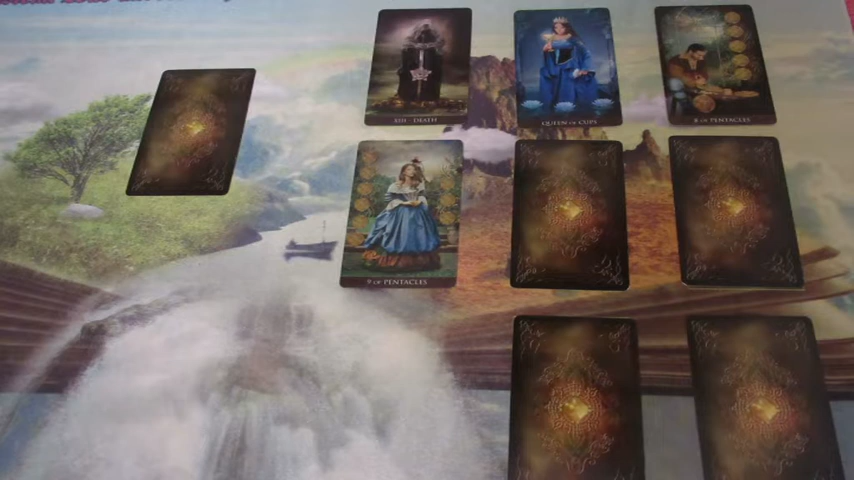 XIII - DEATH
QUEEN OF CUPS
8 OF PENTACLES
9 OF PENTACLES